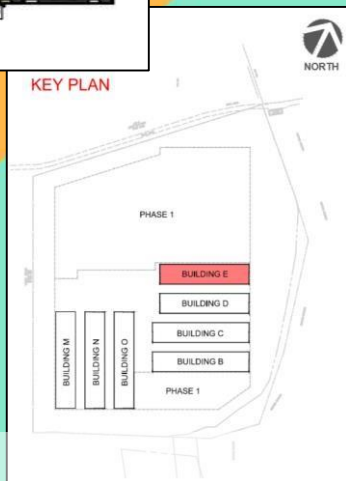 NORTH
KEY PLAN
PHASE 1
BUILDING E
BUILDING D
BUILDING C
BUILDING B
BUILDING M
BUILDING N
BUILDING O
PHASE 1